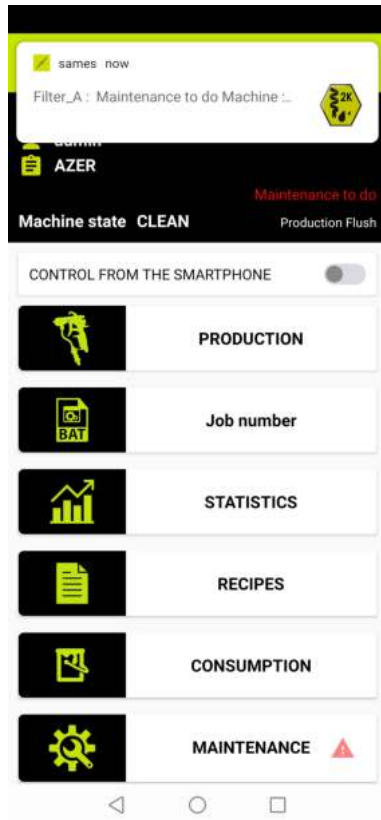 sames now
Filter_A : Maintenance to do Machine :...
2K
admin
AZER
Maintenance to do
Machine state CLEAN
Production Flush
CONTROL FROM THE SMARTPHONE
PRODUCTION
BAT
Job number
STATISTICS
RECIPES
CONSUMPTION
MAINTENANCE